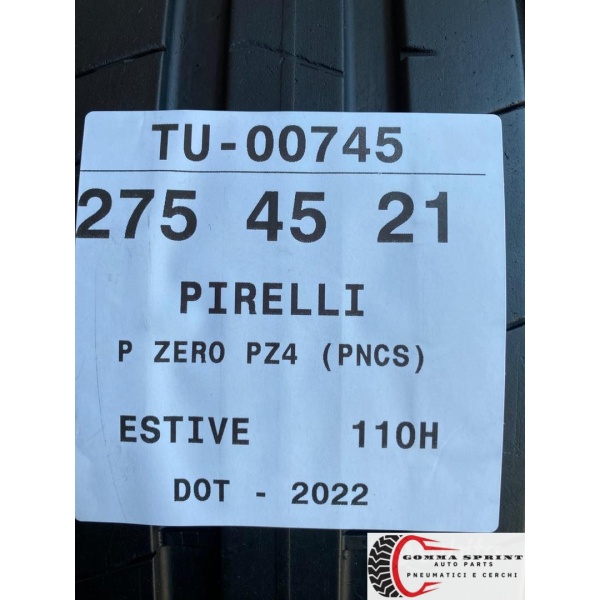 TU-00745
275 45 21
PIRELLI
P ZERO PZ4 (PNCS)
ESTIVE 110H
DOT - 2022
GOMMA SPRINT
AUTO PARTS
PNEUMATICI E CERCHI